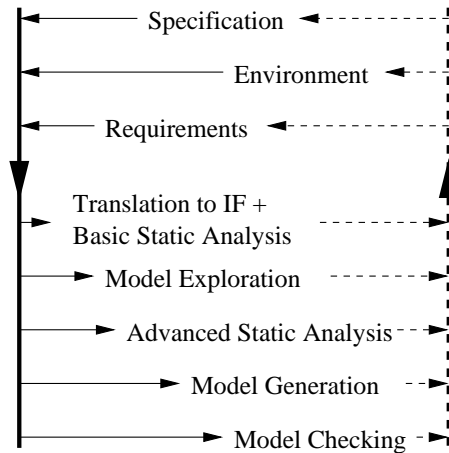 Specification
Environment
Requirements
Translation to IF +
Basic Static Analysis
Model Exploration
Advanced Static Analysis
Model Generation
Model Checking